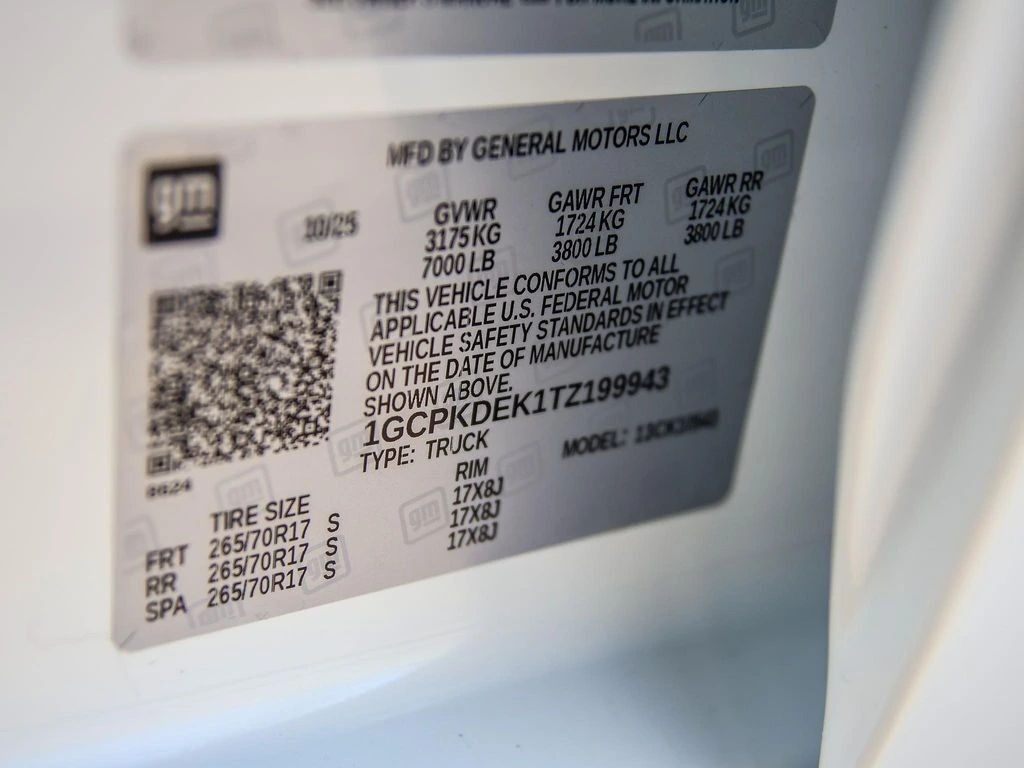 MFD BY GENERAL MOTORS LLC
gm
10/25
GVWR GAWR FRT GAWR RR
3175 KG 1724 KG 1724 KG
7000 LB 3800 LB 3800 LB
THIS VEHICLE CONFORMS TO ALL
APPLICABLE U.S. FEDERAL MOTOR
VEHICLE SAFETY STANDARDS IN EFFECT
ON THE DATE OF MANUFACTURE
SHOWN ABOVE.
1GCPKDEK1TZ199943
TYPE: TRUCK MODEL:
8624
TIRE SIZE RIM
FRT 265/70R17 S 17X8J
RR 265/70R17 S 17X8J
SPA 265/70R17 S 17X8J